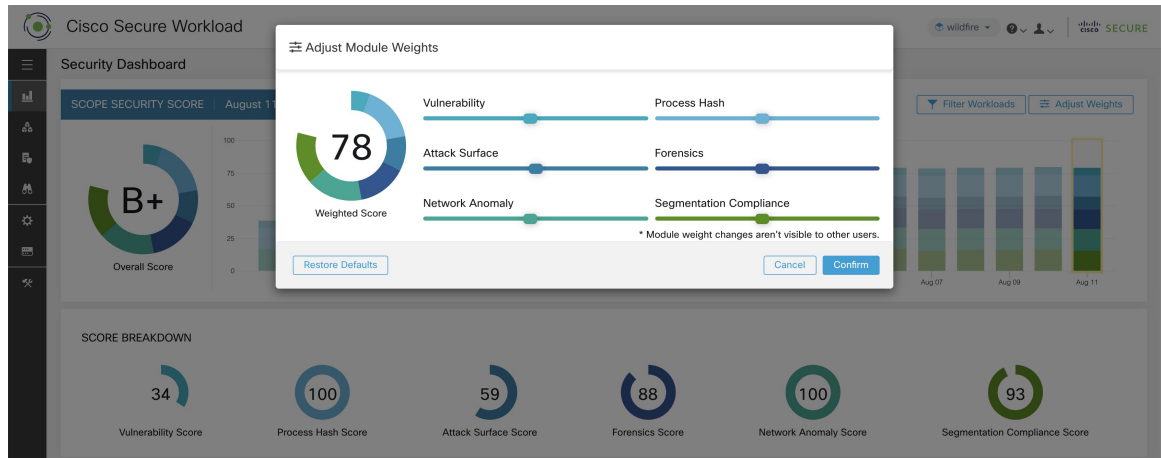 Cisco Secure Workload
wildfire
CISCO SECURE
Security Dashboard
SCOPE SECURITY SCORE August 11
Filter Workloads
Adjust Weights
B+
Overall Score
100
75
50
25
0
Aug 07
Aug 09
Aug 11
Adjust Module Weights
78
Weighted Score
Vulnerability
Process Hash
Attack Surface
Forensics
Network Anomaly
Segmentation Compliance
* Module weight changes aren't visible to other users.
Restore Defaults
Cancel
Confirm
SCORE BREAKDOWN
34
Vulnerability Score
100
Process Hash Score
59
Attack Surface Score
88
Forensics Score
100
Network Anomaly Score
93
Segmentation Compliance Score